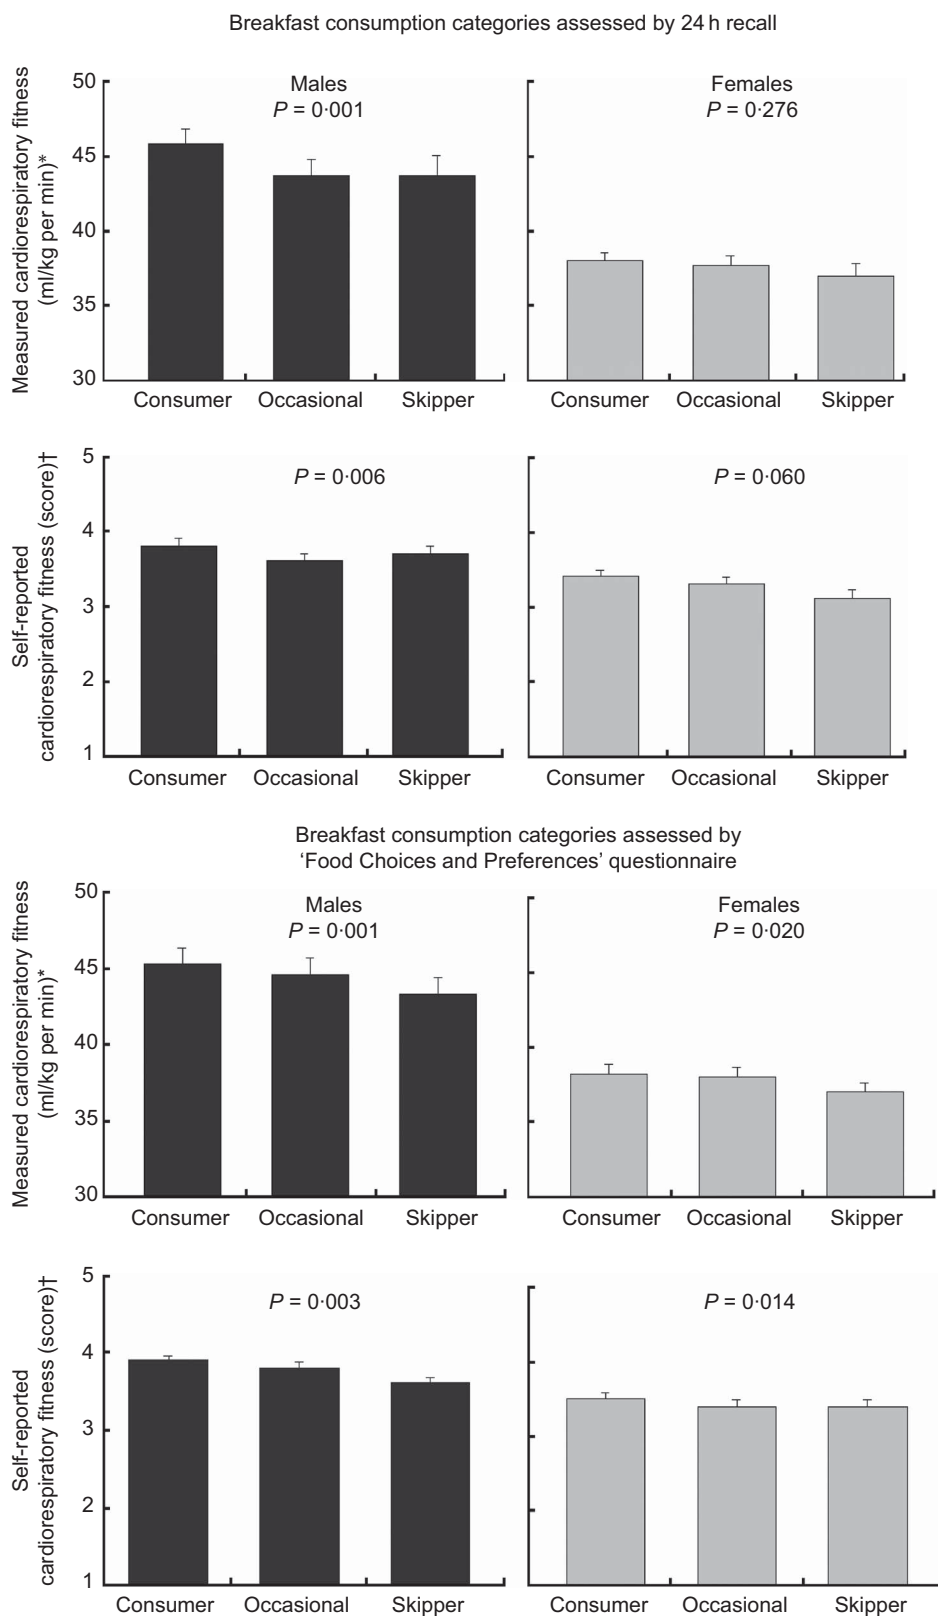 Breakfast consumption categories assessed by 24 h recall
Measured cardiorespiratory fitness
(ml/kg per min)*
50
45
40
35
30
Males
P = 0·001
Consumer Occasional Skipper
Females
P = 0·276
Consumer Occasional Skipper
Self-reported
cardiorespiratory fitness (score)†
5
4
3
2
1
P = 0·006
Consumer Occasional Skipper
P = 0·060
Consumer Occasional Skipper
Breakfast consumption categories assessed by
‘Food Choices and Preferences’ questionnaire
Measured cardiorespiratory fitness
(ml/kg per min)*
50
45
40
35
30
Males
P = 0·001
Consumer Occasional Skipper
Females
P = 0·020
Consumer Occasional Skipper
Self-reported
cardiorespiratory fitness (score)†
5
4
3
2
1
P = 0·003
Consumer Occasional Skipper
P = 0·014
Consumer Occasional Skipper